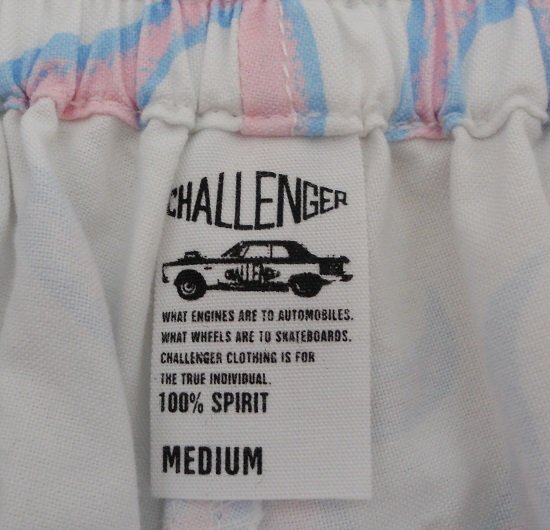 CHALLENGER
CHALLENGER
WHAT ENGINES ARE TO AUTOMOBILES.
WHAT WHEELS ARE TO SKATEBOARDS.
CHALLENGER CLOTHING IS FOR
THE TRUE INDIVIDUAL.
100% SPIRIT
MEDIUM